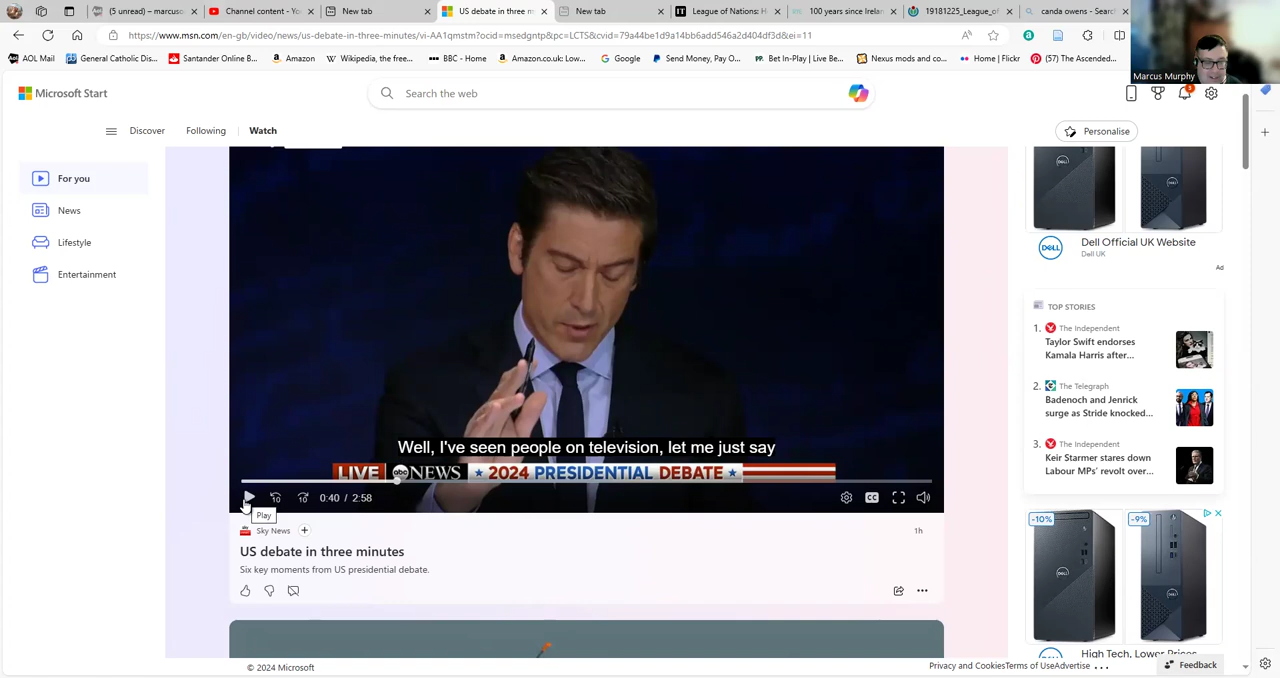 (5 unread) – marcusc
Channel content - Yo
New tab
US debate in three m
New tab
League of Nations: H
100 years since Irelan
19181225_League_of
canda owens - Searc
https://www.msn.com/en-gb/video/news/us-debate-in-three-minutes/vi-AA1qmstm?ocid=msedgntp&pc=LCTS&cvid=79a44be1d9a14bb6add546a2d404df3d&ei=11
AOL Mail
General Catholic Dis...
Santander Online B...
Amazon
Wikipedia, the free...
BBC - Home
Amazon.co.uk: Low...
Google
Send Money, Pay O...
Bet In-Play | Live Be...
Nexus mods and co...
Home | Flickr
(57) The Ascended...
Marcus Murphy
Microsoft Start
Search the web
3
Discover
Following
Watch
Personalise
For you
News
Lifestyle
Entertainment
Well, I've seen people on television, let me just say
LIVE abc NEWS 2024 PRESIDENTIAL DEBATE
10
10
0:40 / 2:58
CC
Play
Sky News
1h
US debate in three minutes
Six key moments from US presidential debate.
DELL
Dell Official UK Website
Dell UK
Ad
TOP STORIES
1. The Independent
Taylor Swift endorses
Kamala Harris after...
2. The Telegraph
Badenoch and Jenrick
surge as Stride knocked...
3. The Independent
Keir Starmer stares down
Labour MPs' revolt over...
-10%
-9%
High Tech, Lower Prices
© 2024 Microsoft
Privacy and Cookies
Terms of Use
Advertise
...
Feedback